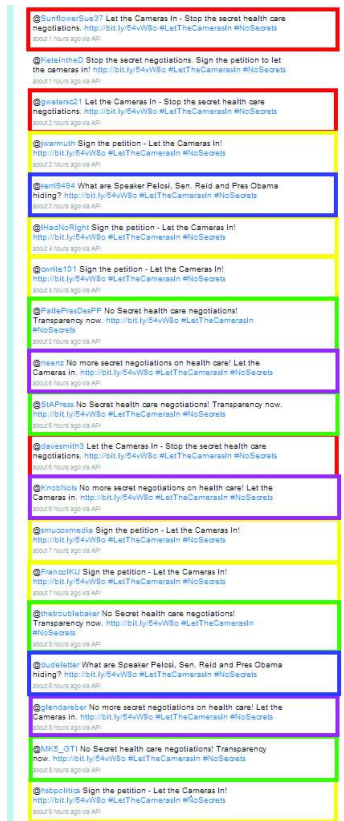 @SunflowerSue37 Let the Cameras In - Stop the secret health care
negotiations. http://bit.ly/54vW8o #LetTheCamerasIn #NoSecrets
about 1 hours ago via API
@KeteintheD Stop the secret negotiations. Sign the petition to let
the cameras in! http://bit.ly/54vW8o #LetTheCamerasIn #NoSecrets
about 1 hours ago via API
@gwatersc21 Let the Cameras In - Stop the secret health care
negotiations. http://bit.ly/54vW8o #LetTheCamerasIn #NoSecrets
about 2 hours ago via API
@jwarmuth Sign the petition - Let the Cameras In!
http://bit.ly/54vW8o #LetTheCamerasIn #NoSecrets
about 2 hours ago via API
@kerri9494 What are Speaker Pelosi, Sen. Reid and Pres Obama
hiding? http://bit.ly/54vW8o #LetTheCamerasIn #NoSecrets
about 3 hours ago via API
@IHadNoRight Sign the petition - Let the Cameras In!
http://bit.ly/54vW8o #LetTheCamerasIn #NoSecrets
about 4 hours ago via API
@owrite101 Sign the petition - Let the Cameras In!
http://bit.ly/54vW8o #LetTheCamerasIn #NoSecrets
about 4 hours ago via API
@PatlePresDesPP No Secret health care negotiations!
Transparency now. http://bit.ly/54vW8o #LetTheCamerasIn
#NoSecrets
about 5 hours ago via API
@neenz No more secret negotiations on health care! Let the
Cameras in. http://bit.ly/54vW8o #LetTheCamerasIn #NoSecrets
about 6 hours ago via API
@StAPress No Secret health care negotiations! Transparency now.
http://bit.ly/54vW8o #LetTheCamerasIn #NoSecrets
about 6 hours ago via API
@davesmith3 Let the Cameras In - Stop the secret health care
negotiations. http://bit.ly/54vW8o #LetTheCamerasIn #NoSecrets
about 6 hours ago via API
@KnobNots No more secret negotiations on health care! Let the
Cameras in. http://bit.ly/54vW8o #LetTheCamerasIn #NoSecrets
about 6 hours ago via API
@smucoxmedia Sign the petition - Let the Cameras In!
http://bit.ly/54vW8o #LetTheCamerasIn #NoSecrets
about 7 hours ago via API
@FrancoIKU Sign the petition - Let the Cameras In!
http://bit.ly/54vW8o #LetTheCamerasIn #NoSecrets
about 7 hours ago via API
@thetroublebaker No Secret health care negotiations!
Transparency now. http://bit.ly/54vW8o #LetTheCamerasIn
#NoSecrets
about 8 hours ago via API
@dudeletter What are Speaker Pelosi, Sen. Reid and Pres Obama
hiding? http://bit.ly/54vW8o #LetTheCamerasIn #NoSecrets
about 8 hours ago via API
@glendareber No more secret negotiations on health care! Let the
Cameras in. http://bit.ly/54vW8o #LetTheCamerasIn #NoSecrets
about 8 hours ago via API
@MK5_GTI No Secret health care negotiations! Transparency
now. http://bit.ly/54vW8o #LetTheCamerasIn #NoSecrets
about 8 hours ago via API
@hsbpolitics Sign the petition - Let the Cameras In!
http://bit.ly/54vW8o #LetTheCamerasIn #NoSecrets
about 9 hours ago via API